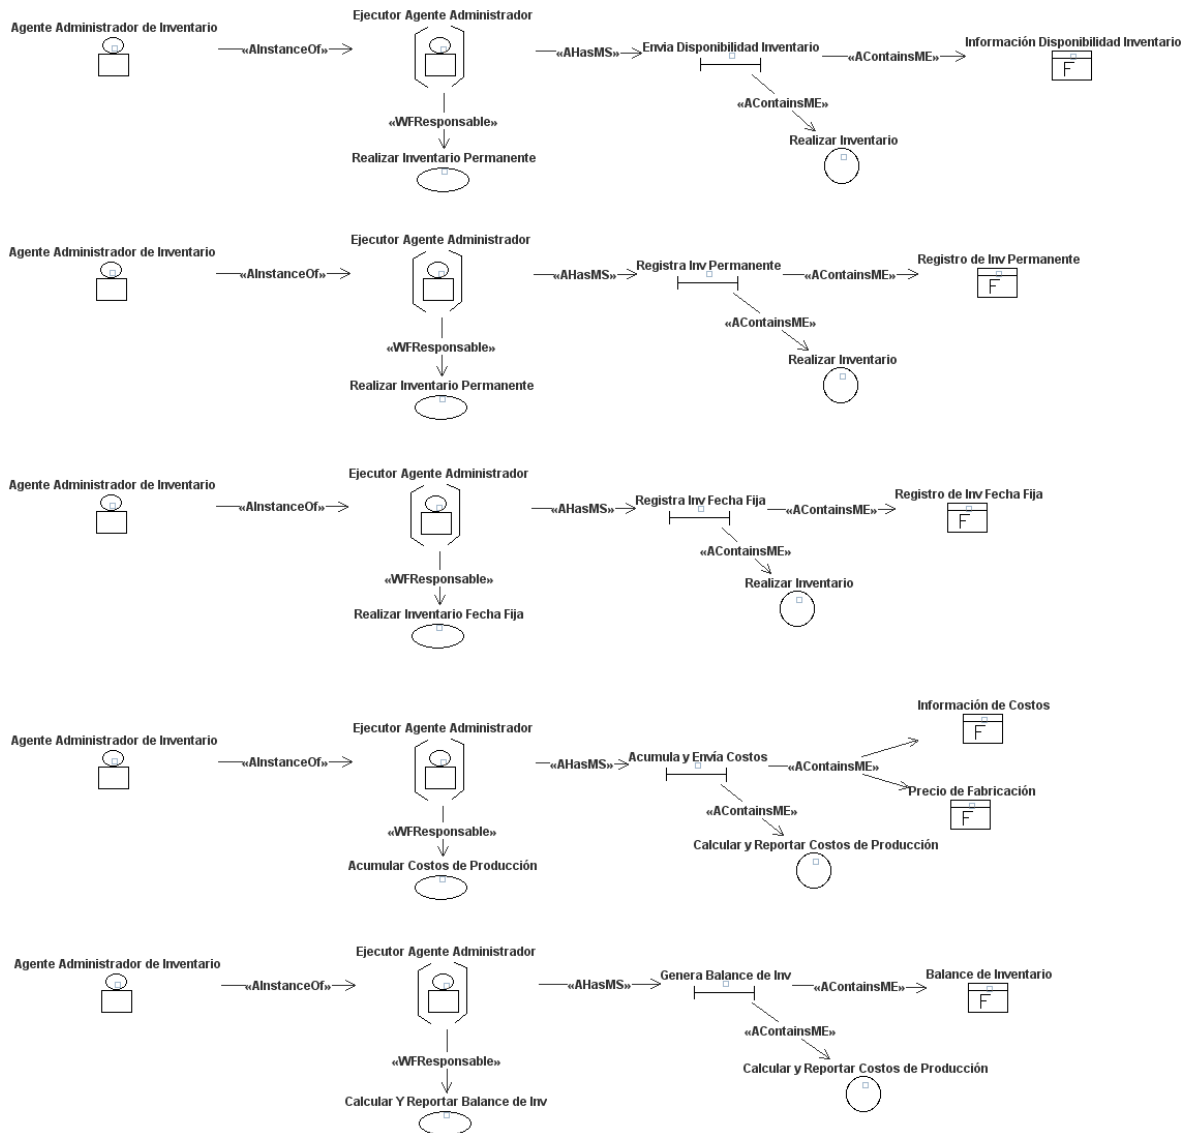 Ejecutor Agente Administrador
Agente Administrador de Inventario
«AInstanceOf»
«AHasMS»
Envia Disponibilidad Inventario
«AContainsME»
Información Disponibilidad Inventario
F
«AContainsME»
«WFResponsable»
Realizar Inventario
Realizar Inventario Permanente
Ejecutor Agente Administrador
Agente Administrador de Inventario
«AInstanceOf»
«AHasMS»
Registra Inv Permanente
«AContainsME»
Registro de Inv Permanente
F
«AContainsME»
«WFResponsable»
Realizar Inventario
Realizar Inventario Permanente
Ejecutor Agente Administrador
Agente Administrador de Inventario
«AInstanceOf»
«AHasMS»
Registra Inv Fecha Fija
«AContainsME»
Registro de Inv Fecha Fija
F
«AContainsME»
«WFResponsable»
Realizar Inventario
Realizar Inventario Fecha Fija
Información de Costos
F
Ejecutor Agente Administrador
Agente Administrador de Inventario
«AInstanceOf»
«AHasMS»
Acumula y Envía Costos
«AContainsME»
Precio de Fabricación
F
«AContainsME»
«WFResponsable»
Calcular y Reportar Costos de Producción
Acumular Costos de Producción
Ejecutor Agente Administrador
Agente Administrador de Inventario
«AInstanceOf»
«AHasMS»
Genera Balance de Inv
«AContainsME»
Balance de Inventario
F
«AContainsME»
«WFResponsable»
Calcular y Reportar Costos de Producción
Calcular Y Reportar Balance de Inv